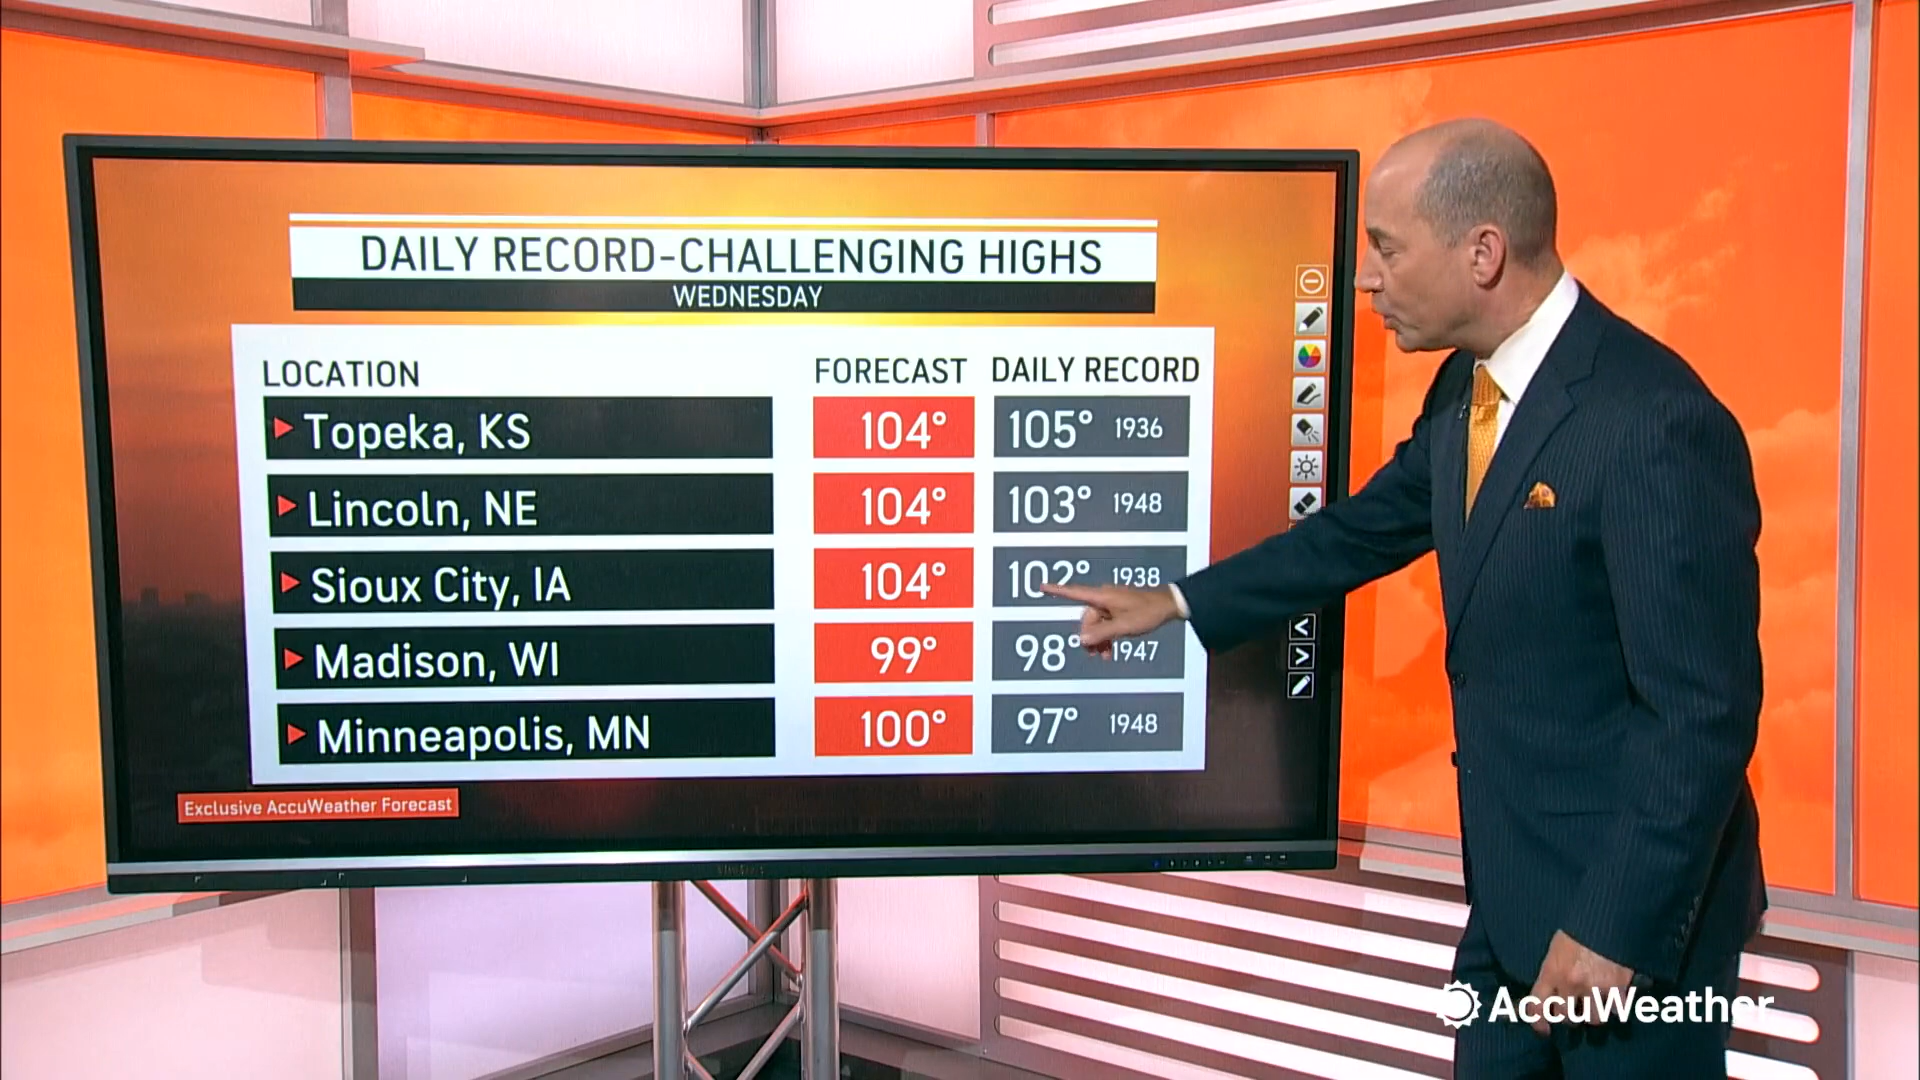 DAILY RECORD-CHALLENGING HIGHS
WEDNESDAY
LOCATION FORECAST DAILY RECORD
Topeka, KS 104° 105° 1936
Lincoln, NE 104° 103° 1948
Sioux City, IA 104° 102° 1938
Madison, WI 99° 98° 1947
Minneapolis, MN 100° 97° 1948
Exclusive AccuWeather Forecast
AccuWeather